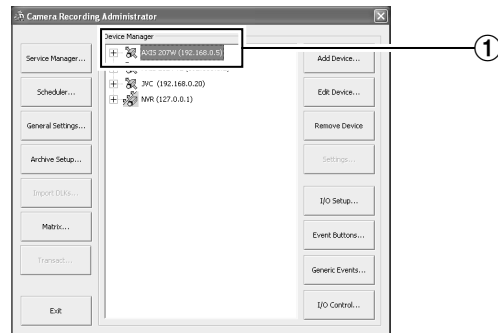 Camera Recording Administrator
Device Manager
Service Manager...
Scheduler...
General Settings...
Archive Setup...
Import DLKs...
Matrix...
Transact...
Exit
AXIS 207W (192.168.0.5)
JVC (192.168.0.20)
NVR (127.0.0.1)
Add Device...
Edit Device...
Remove Device
Settings...
I/O Setup...
Event Buttons...
Generic Events...
I/O Control...
1